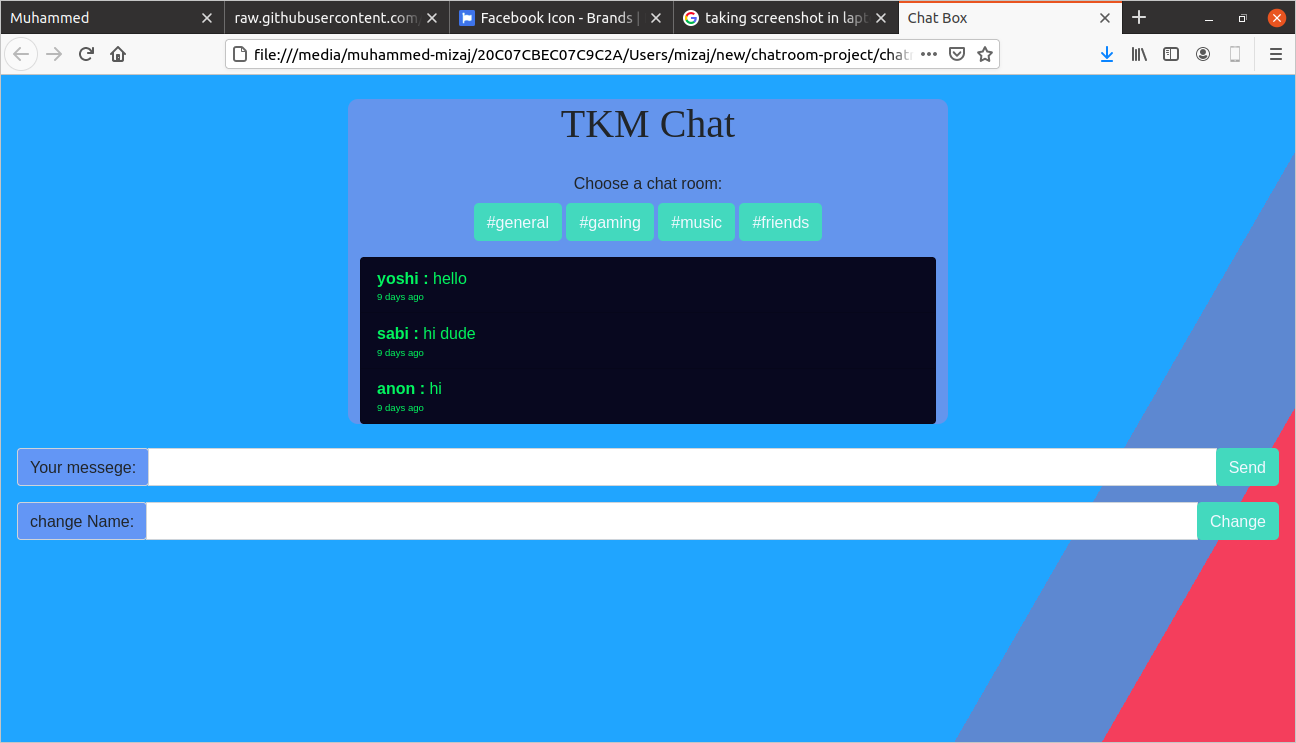 Muhammed
raw.githubusercontent.com
Facebook Icon - Brands |
taking screenshot in lapt
Chat Box
file:///media/muhammed-mizaj/20C07CBEC07C9C2A/Users/mizaj/new/chatroom-project/chatr
TKM Chat
Choose a chat room:
#general #gaming #music #friends
yoshi : hello
9 days ago
sabi : hi dude
9 days ago
anon : hi
9 days ago
Your messege: Send
change Name: Change